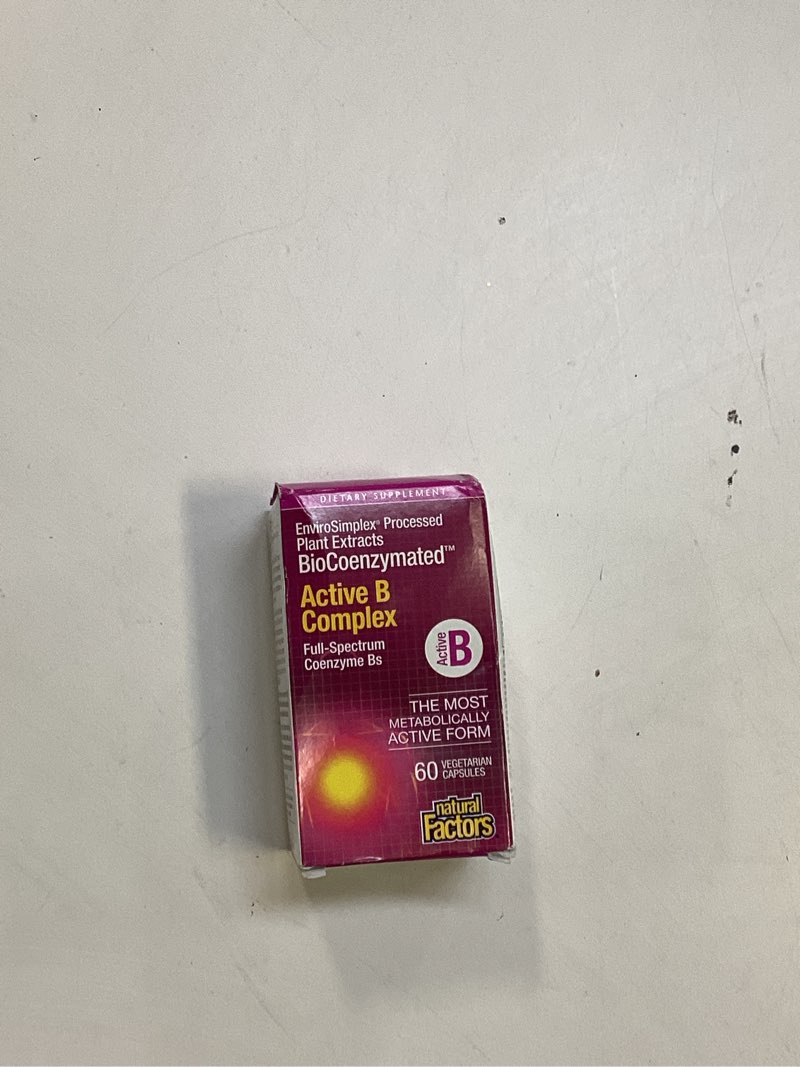 DIETARY SUPPLEMENT
EnviroSimplex® Processed
Plant Extracts
BioCoenzymated™
Active B
Complex
Full-Spectrum
Coenzyme Bs
Active B
THE MOST
METABOLICALLY
ACTIVE FORM
60 VEGETARIAN
CAPSULES
natural
Factors